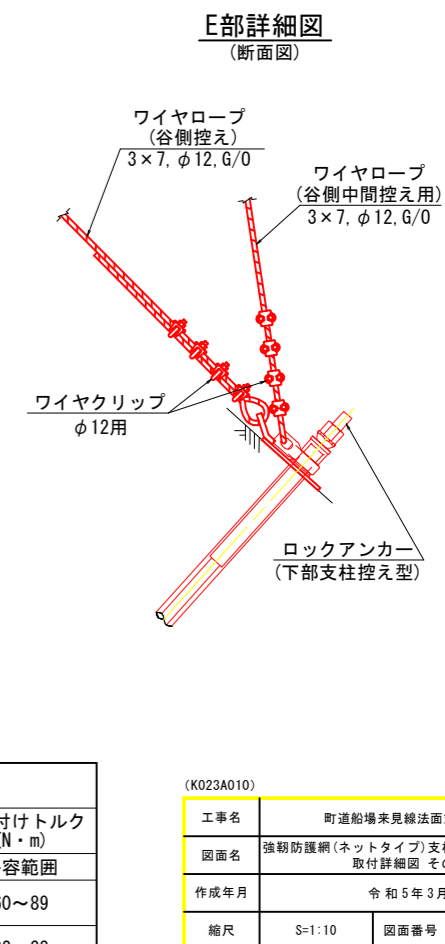 E部詳細図
(断面図)
ワイヤロープ
(谷側控え)
3×7, φ12, G/O
ワイヤロープ
(谷側中間控え用)
3×7, φ12, G/O
ワイヤクリップ
φ12用
ロックアンカー
(下部支柱控え型)
付けトルク
(N・m)
容範囲
~89
(K023A010)
工事名
町道船場来見線法面
図面名
強靭防護網(ネットタイプ)支
取付詳細図 その
作成年月
令和5年3月
縮尺
S=1:10
図面番号